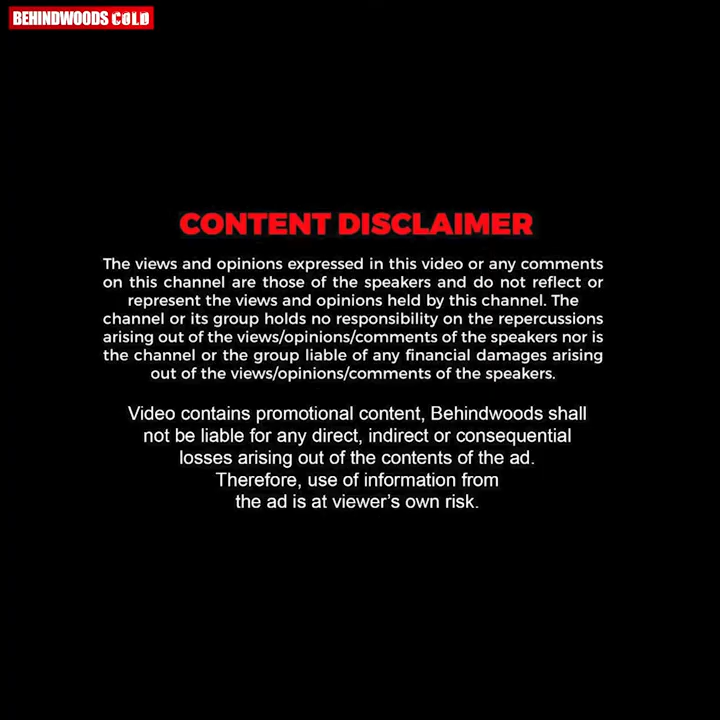 BEHINDWOODS COLD
CONTENT DISCLAIMER
The views and opinions expressed in this video or any comments
on this channel are those of the speakers and do not reflect or
represent the views and opinions held by this channel. The
channel or its group holds no responsibility on the repercussions
arising out of the views/opinions/comments of the speakers nor is
the channel or the group liable of any financial damages arising
out of the views/opinions/comments of the speakers.
Video contains promotional content, Behindwoods shall
not be liable for any direct, indirect or consequential
losses arising out of the contents of the ad.
Therefore, use of information from
the ad is at viewer’s own risk.